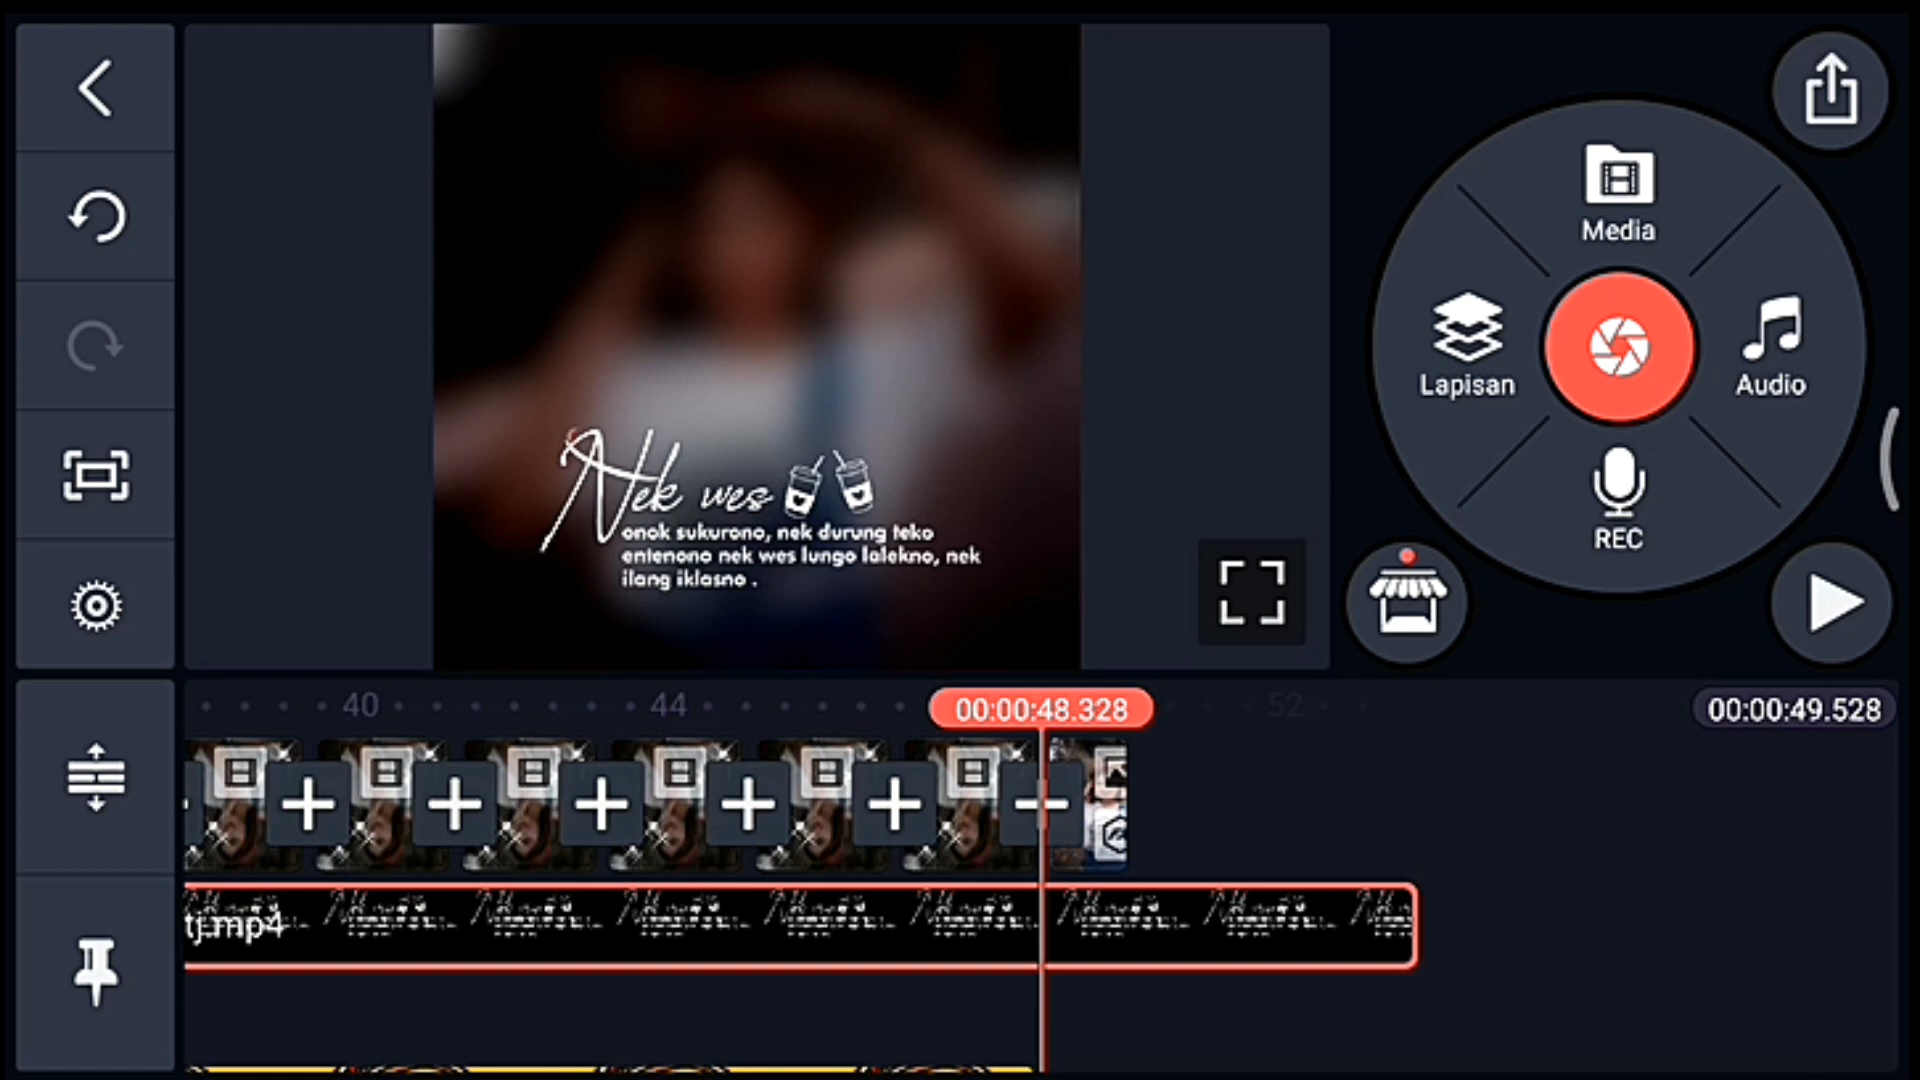 Media
Lapisan
Audio
REC
Nek wes
onok sukurono, nek durung teko
entenono nek wes lungo lalekno, nek
ilang iklasno .
40
44
00:00:48.328
52
00:00:49.528
tj.mp4